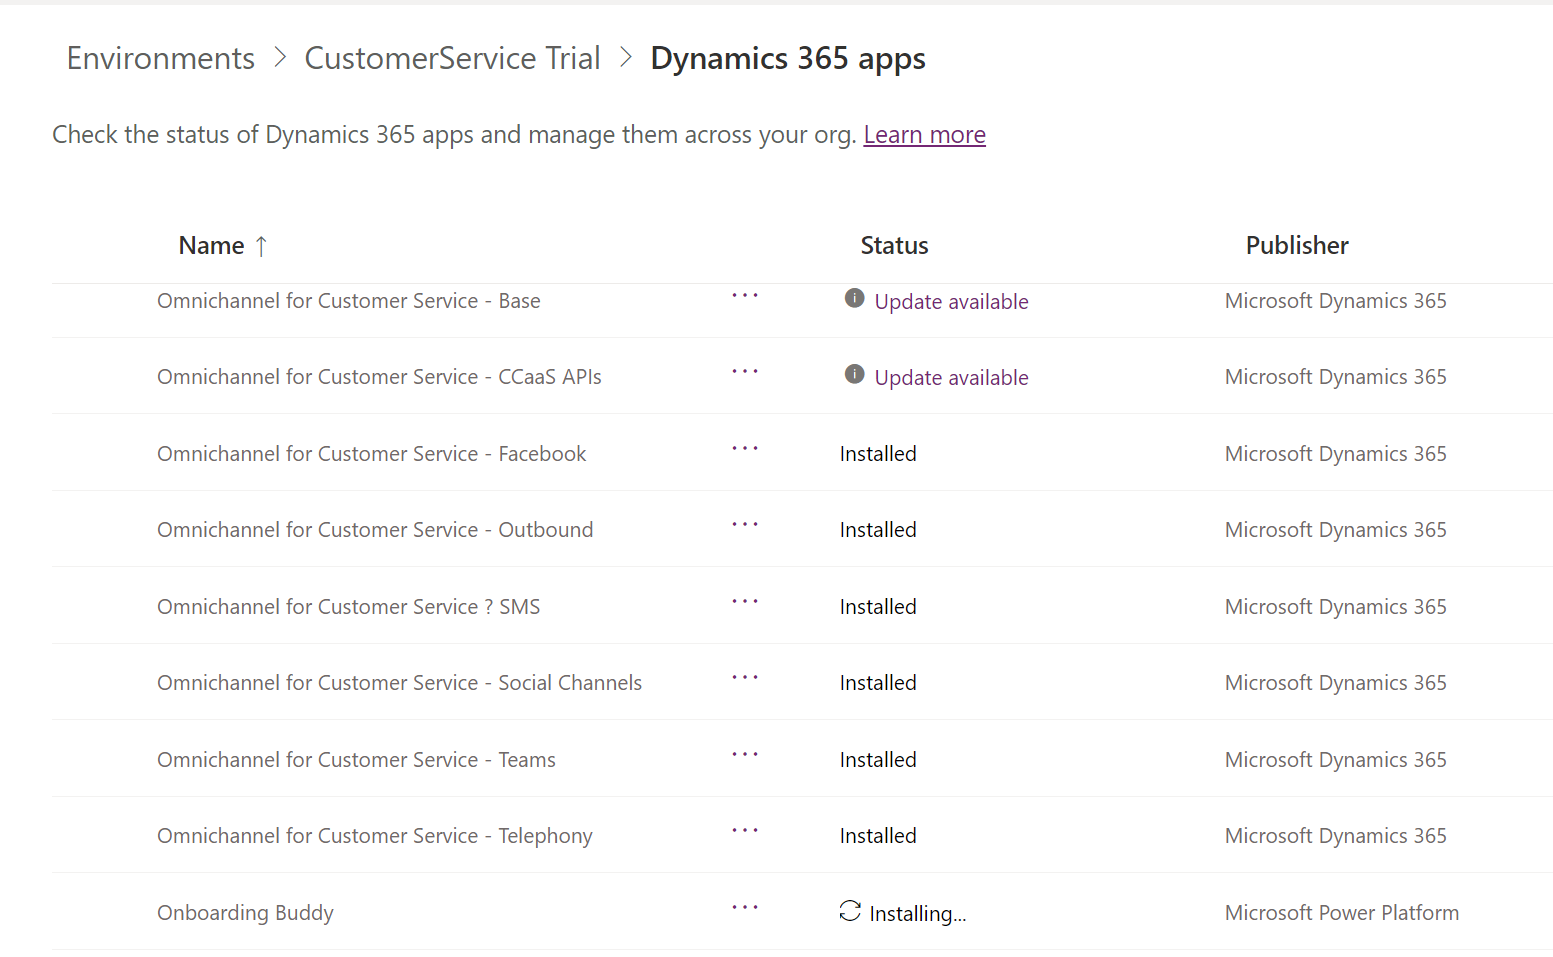 Environments > CustomerService Trial > Dynamics 365 apps
Check the status of Dynamics 365 apps and manage them across your org. Learn more
Name ↑ Status Publisher
Omnichannel for Customer Service - Base ... Update available Microsoft Dynamics 365
Omnichannel for Customer Service - CCaaS APIs ... Update available Microsoft Dynamics 365
Omnichannel for Customer Service - Facebook ... Installed Microsoft Dynamics 365
Omnichannel for Customer Service - Outbound ... Installed Microsoft Dynamics 365
Omnichannel for Customer Service ? SMS ... Installed Microsoft Dynamics 365
Omnichannel for Customer Service - Social Channels ... Installed Microsoft Dynamics 365
Omnichannel for Customer Service - Teams ... Installed Microsoft Dynamics 365
Omnichannel for Customer Service - Telephony ... Installed Microsoft Dynamics 365
Onboarding Buddy ... Installing... Microsoft Power Platform